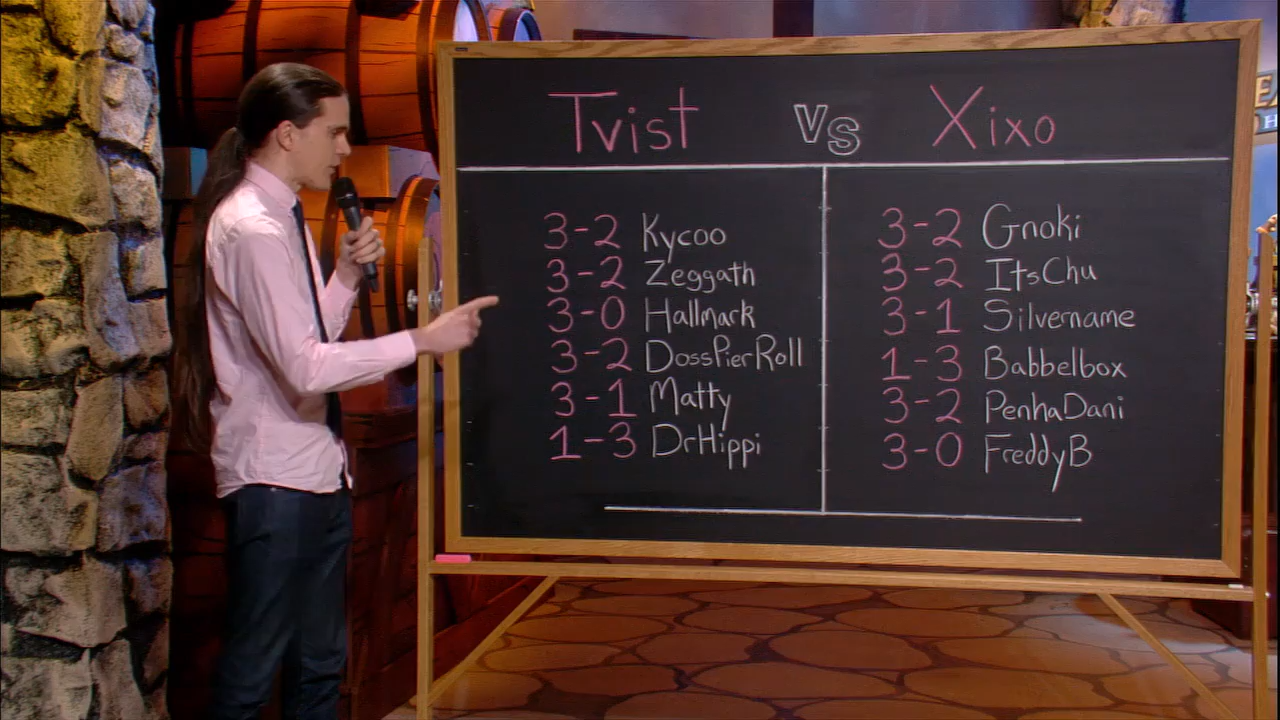 Tvist vs Xixo
3-2 Kycoo
3-2 Zeggath
3-0 Hallmark
3-2 DossPierRoll
3-1 Matty
1-3 DrHippi
3-2 Gnoki
3-2 ItsChu
3-1 Silvername
1-3 Babbelbox
3-2 PenhaDani
3-0 FreddyB